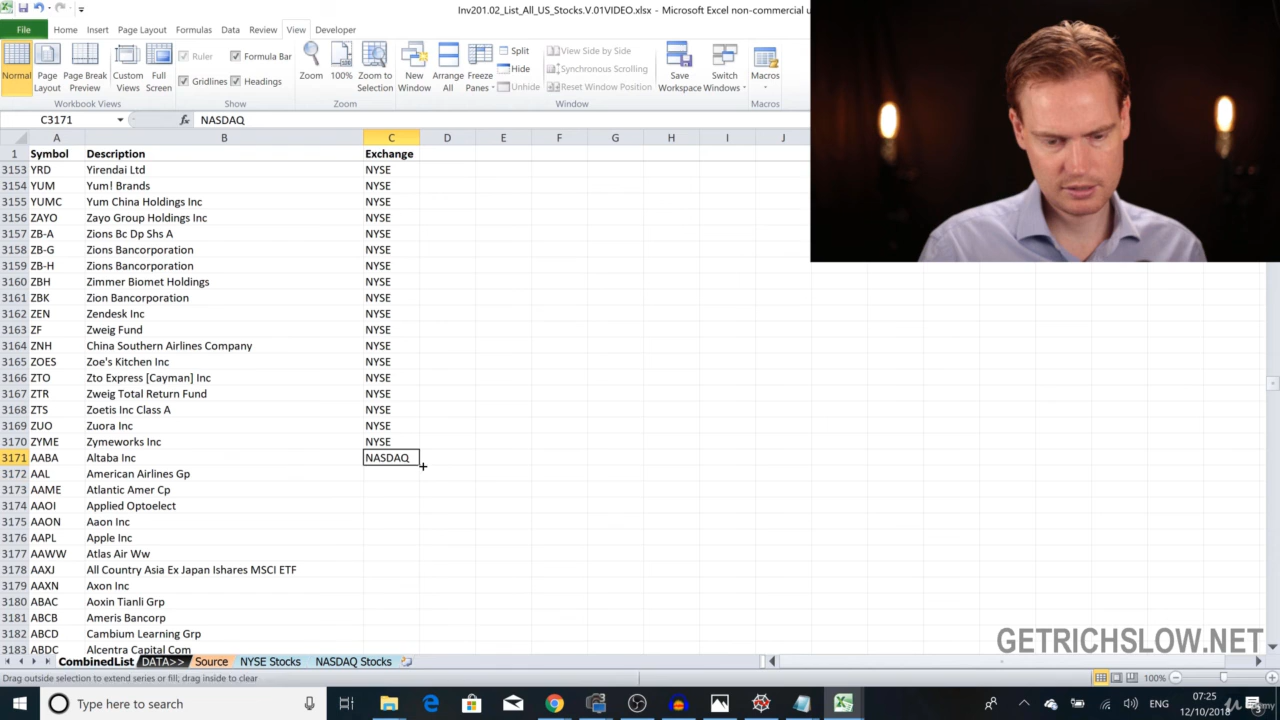 Inv201.02_List_All_US_Stocks.V.01VIDEO.xlsx - Microsoft Excel non-commercial u
File Home Insert Page Layout Formulas Data Review View Developer
Normal Page Layout Page Break Preview Custom Views Full Screen
Workbook Views
Ruler Formula Bar
Gridlines Headings
Show
Zoom 100% Zoom to Selection
Zoom
New Window Arrange All Freeze Panes
Split
Hide
Unhide
View Side by Side
Synchronous Scrolling
Reset Window Position
Window
Save Workspace Switch Windows
Macros
Macros
C3171 fx NASDAQ
A B C D E F G H I J
1 Symbol Description Exchange
3153 YRD Yirendai Ltd NYSE
3154 YUM Yum! Brands NYSE
3155 YUMC Yum China Holdings Inc NYSE
3156 ZAYO Zayo Group Holdings Inc NYSE
3157 ZB-A Zions Bc Dp Shs A NYSE
3158 ZB-G Zions Bancorporation NYSE
3159 ZB-H Zions Bancorporation NYSE
3160 ZBH Zimmer Biomet Holdings NYSE
3161 ZBK Zion Bancorporation NYSE
3162 ZEN Zendesk Inc NYSE
3163 ZF Zweig Fund NYSE
3164 ZNH China Southern Airlines Company NYSE
3165 ZOES Zoe's Kitchen Inc NYSE
3166 ZTO Zto Express [Cayman] Inc NYSE
3167 ZTR Zweig Total Return Fund NYSE
3168 ZTS Zoetis Inc Class A NYSE
3169 ZUO Zuora Inc NYSE
3170 ZYME Zymeworks Inc NYSE
3171 AABA Altaba Inc NASDAQ
3172 AAL American Airlines Gp
3173 AAME Atlantic Amer Cp
3174 AAOI Applied Optoelect
3175 AAON Aaon Inc
3176 AAPL Apple Inc
3177 AAWW Atlas Air Ww
3178 AAXJ All Country Asia Ex Japan Ishares MSCI ETF
3179 AAXN Axon Inc
3180 ABAC Aoxin Tianli Grp
3181 ABCB Ameris Bancorp
3182 ABCD Cambium Learning Grp
3183 ABDC Alcentra Capital Com
GETRICHSLOW.NET
CombinedList DATA>> Source NYSE Stocks NASDAQ Stocks
Drag outside selection to extend series or fill; drag inside to clear 100%
Type here to search ENG 07:25
12/10/2018